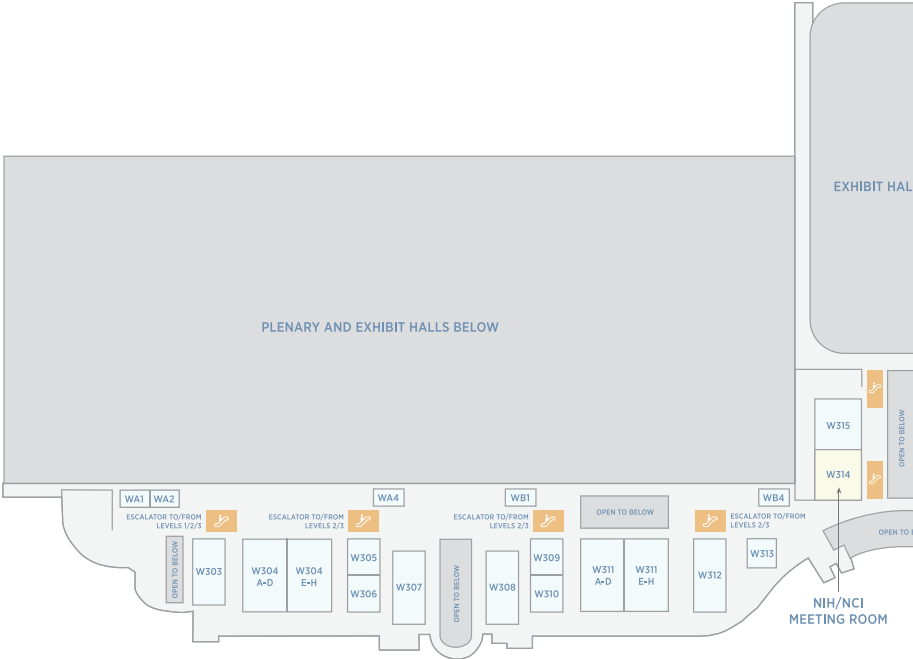 EXHIBIT HAL
PLENARY AND EXHIBIT HALLS BELOW
W315
W314
OPEN TO BELOW
WA1
WA2
WA4
WB1
WB4
ESCALATOR TO/FROM
LEVELS 1/2/3
ESCALATOR TO/FROM
LEVELS 2/3
ESCALATOR TO/FROM
LEVELS 2/3
OPEN TO BELOW
ESCALATOR TO/FROM
LEVELS 2/3
OPEN TO B
OPEN TO BELOW
W303
W304
A-D
W304
E-H
W305
W306
W307
OPEN TO BELOW
W308
W309
W310
W311
A-D
W311
E-H
W312
W313
NIH/NCI
MEETING ROOM